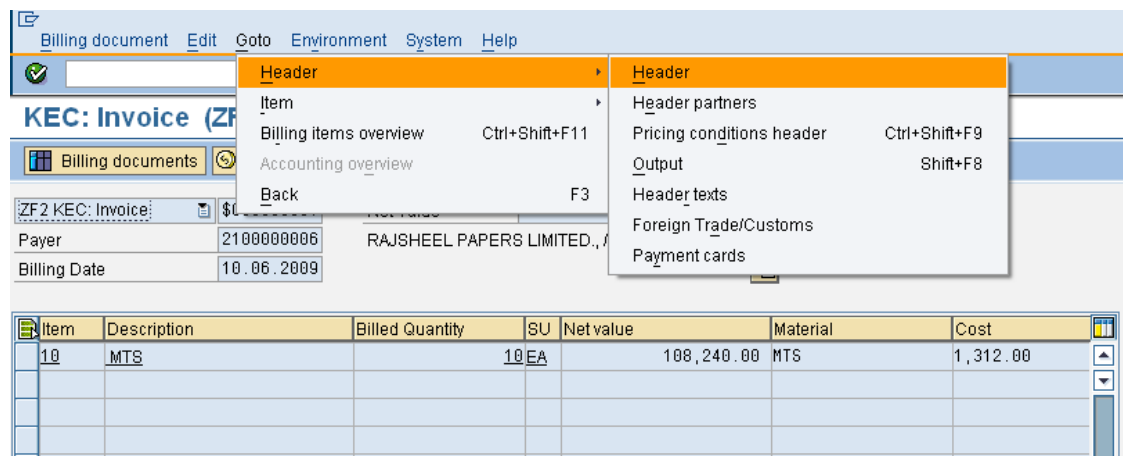 Billing document Edit Goto Environment System Help
Header Header
Item Header partners
KEC: Invoice (ZF
Billing items overview Ctrl+Shift+F11 Pricing conditions header Ctrl+Shift+F9
Billing documents Accounting overview Output Shift+F8
Back F3 Header texts
ZF2 KEC: Invoice Net value
Foreign Trade/Customs
Payer 2100000006 RAJSHEEL PAPERS LIMITED.,
Payment cards
Billing Date 10.06.2009
Item Description Billed Quantity SU Net value Material Cost
10 MTS 10 EA 108,240.00 MTS 1,312.00